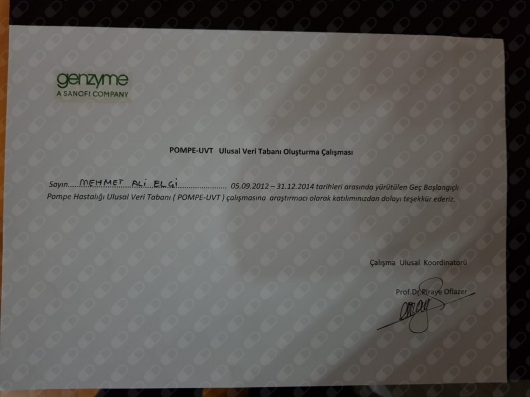 genzyme
A SANOFI COMPANY
POMPE-UVT Ulusal Veri Tabanı Oluşturma Çalışması
Sayın.....MEHMET ALİ ELGİ..................... 05.09.2012 – 31.12.2014 tarihleri arasında yürütülen Geç Başlangıçlı
Pompe Hastalığı Ulusal Veri Tabanı ( POMPE-UVT ) çalışmasına araştırmacı olarak katılımınızdan dolayı teşekkür ederiz.
Çalışma Ulusal Koordinatörü
Prof.Dr.Piraye Oflazer